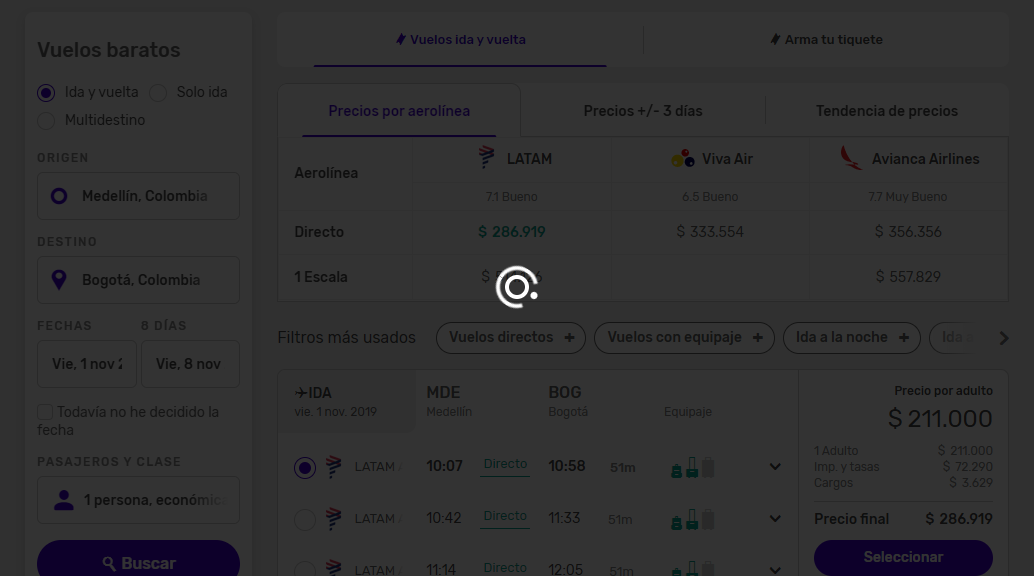 Vuelos baratos
Ida y vuelta
Solo ida
Multidestino
ORIGEN
Medellín, Colombia
DESTINO
Bogotá, Colombia
FECHAS
8 DÍAS
Vie, 1 nov
Vie, 8 nov
Todavía no he decidido la
fecha
PASAJEROS Y CLASE
1 persona, económica
Buscar
Vuelos ida y vuelta
Arma tu tiquete
Precios por aerolínea
Precios +/- 3 días
Tendencia de precios
Aerolínea
LATAM
Viva Air
Avianca Airlines
7.1 Bueno
6.5 Bueno
7.7 Muy Bueno
Directo
$ 286.919
$ 333.554
$ 356.356
1 Escala
$
$ 557.829
Filtros más usados
Vuelos directos +
Vuelos con equipaje +
Ida a la noche +
Ida a
IDA
vie. 1 nov. 2019
MDE
Medellín
BOG
Bogotá
Equipaje
LATAM
10:07
Directo
10:58
51m
LATAM
10:42
Directo
11:33
51m
LATAM
11:14
Directo
12:05
51m
Precio por adulto
$ 211.000
1 Adulto $ 211.000
Imp. y tasas $ 72.290
Cargos $ 3.629
Precio final $ 286.919
Seleccionar